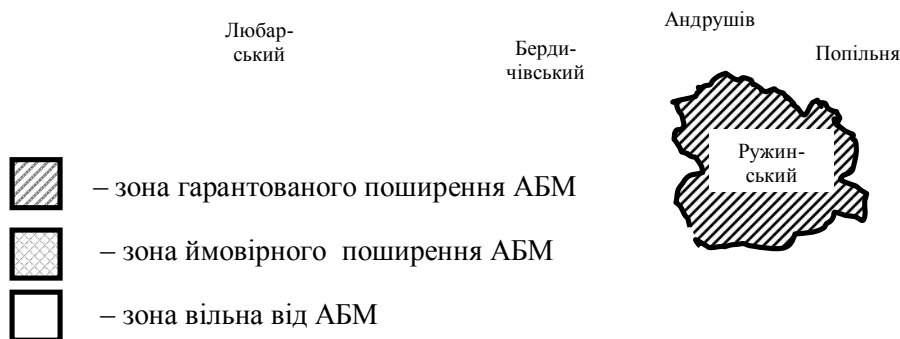 Андрушів
Любар-
ський
Берди-
чівський
Попільня
Ружин-
ський
– зона гарантованого поширення АБМ
– зона ймовірного поширення АБМ
– зона вільна від АБМ